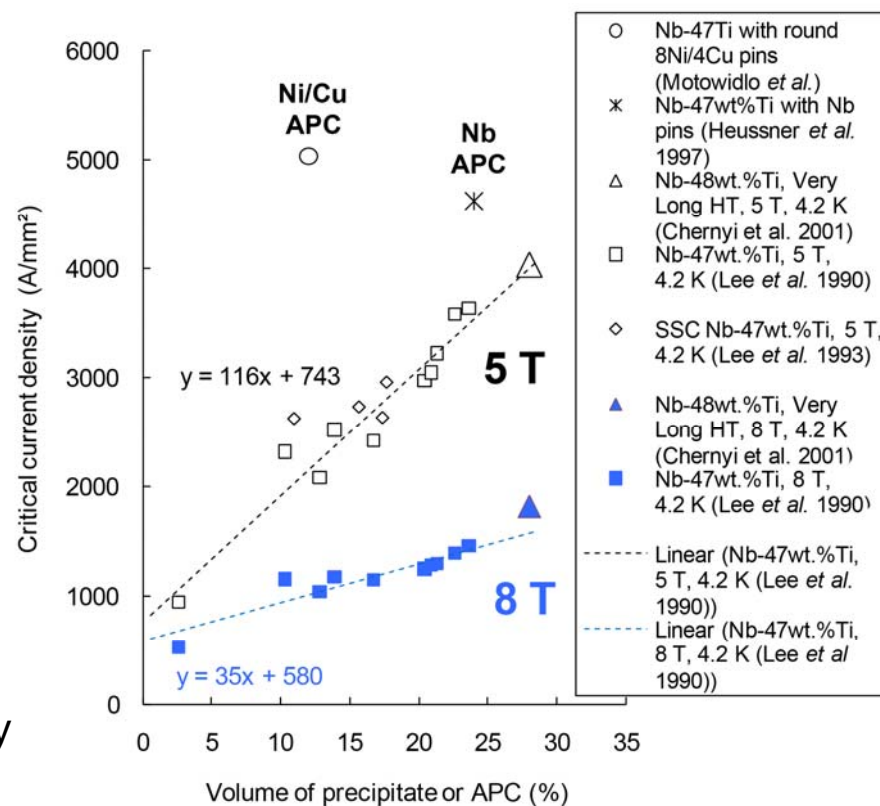 6000
5000
4000
3000
2000
1000
0
Critical current density (A/mm²)
0 5 10 15 20 25 30 35
Volume of precipitate or APC (%)
Ni/Cu
APC
Nb
APC
y = 116x + 743
5 T
8 T
y = 35x + 580
y
Nb-47Ti with round
8Ni/4Cu pins
(Motowidlo et al.)
Nb-47wt%Ti with Nb
pins (Heussner et al.
1997)
Nb-48wt.%Ti, Very
Long HT, 5 T, 4.2 K
(Chernyi et al. 2001)
Nb-47wt.%Ti, 5 T,
4.2 K (Lee et al. 1990)
SSC Nb-47wt.%Ti, 5 T,
4.2 K (Lee et al. 1993)
Nb-48wt.%Ti, Very
Long HT, 8 T, 4.2 K
(Chernyi et al. 2001)
Nb-47wt.%Ti, 8 T,
4.2 K (Lee et al. 1990)
Linear (Nb-47wt.%Ti,
5 T, 4.2 K (Lee et al.
1990))
Linear (Nb-47wt.%Ti,
8 T, 4.2 K (Lee et al
1990))